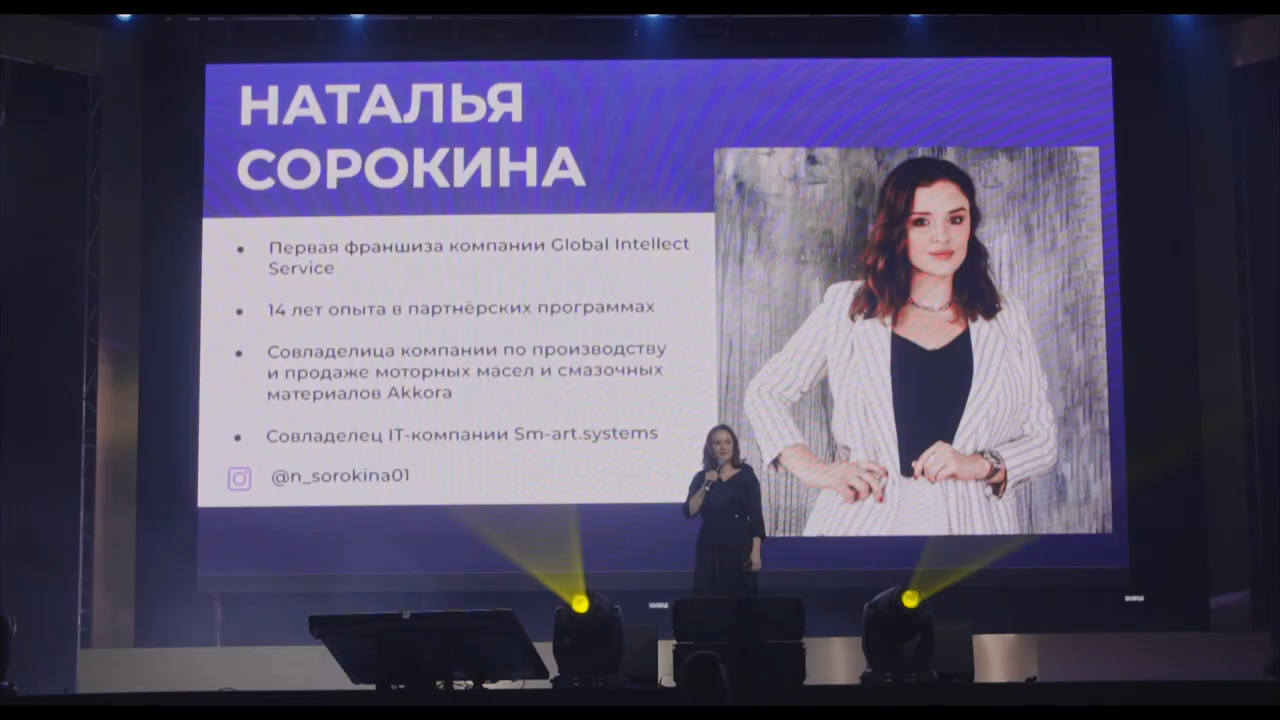 НАТАЛЬЯ
СОРОКИНА
• Первая франшиза компании Global Intellect
Service
• 14 лет опыта в партнёрских программах
• Совладелица компании по производству
и продаже моторных масел и смазочных
материалов Akkora
• Совладелец IT-компании Sm-art.systems
@n_sorokina01